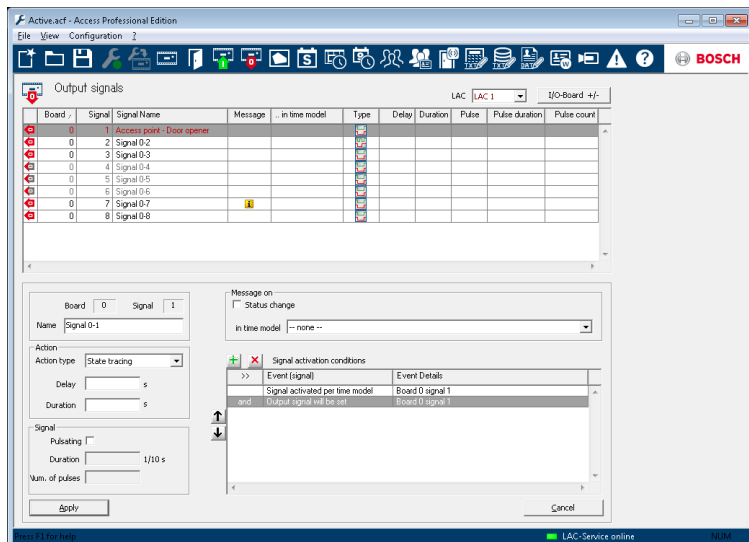 Active.acf - Access Professional Edition
File View Configuration ?
BOSCH
Output signals
LAC LAC 1 I/O-Board +/-
Board / Signal Signal Name Message .. in time model Type Delay Duration Pulse Pulse duration Pulse count
0 1 Access point - Door opener
0 2 Signal 0-2
0 3 Signal 0-3
0 4 Signal 0-4
0 5 Signal 0-5
0 6 Signal 0-6
0 7 Signal 0-7
0 8 Signal 0-8
Board 0 Signal 1
Name Signal 0-1
Message on
Status change
in time model -- none --
Action
Action type State tracing
Delay s
Duration s
Signal
Pulsating
Duration 1/10 s
Num. of pulses
Signal activation conditions
>> Event (signal) Event Details
Signal activated per time model Board 0 signal 1
and Output signal will be set Board 0 signal 1
Apply
Cancel
Press F1 for help
LAC-Service online
NUM